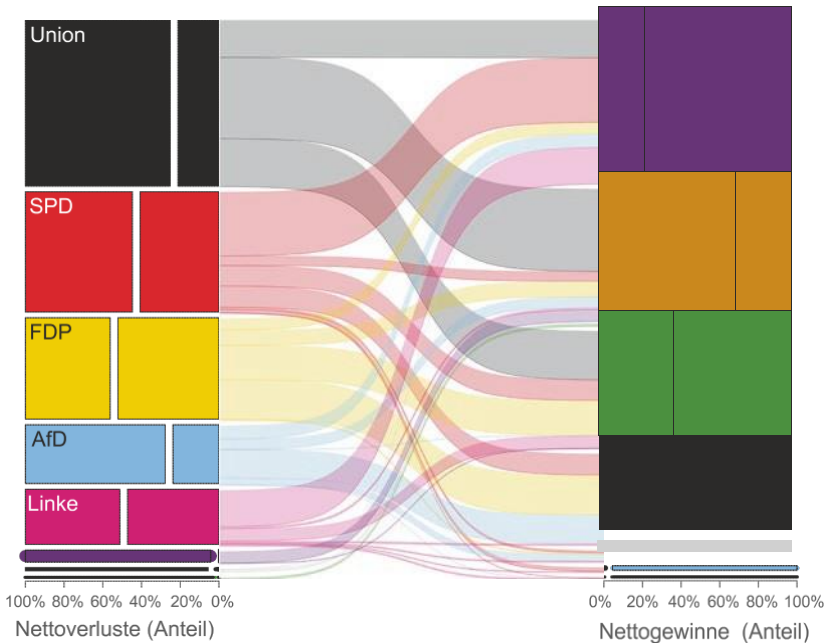 Union
SPD
FDP
AfD
Linke
100% 80% 60% 40% 20% 0%
0% 20% 40% 60% 80% 100%
Nettoverluste (Anteil)
Nettogewinne (Anteil)